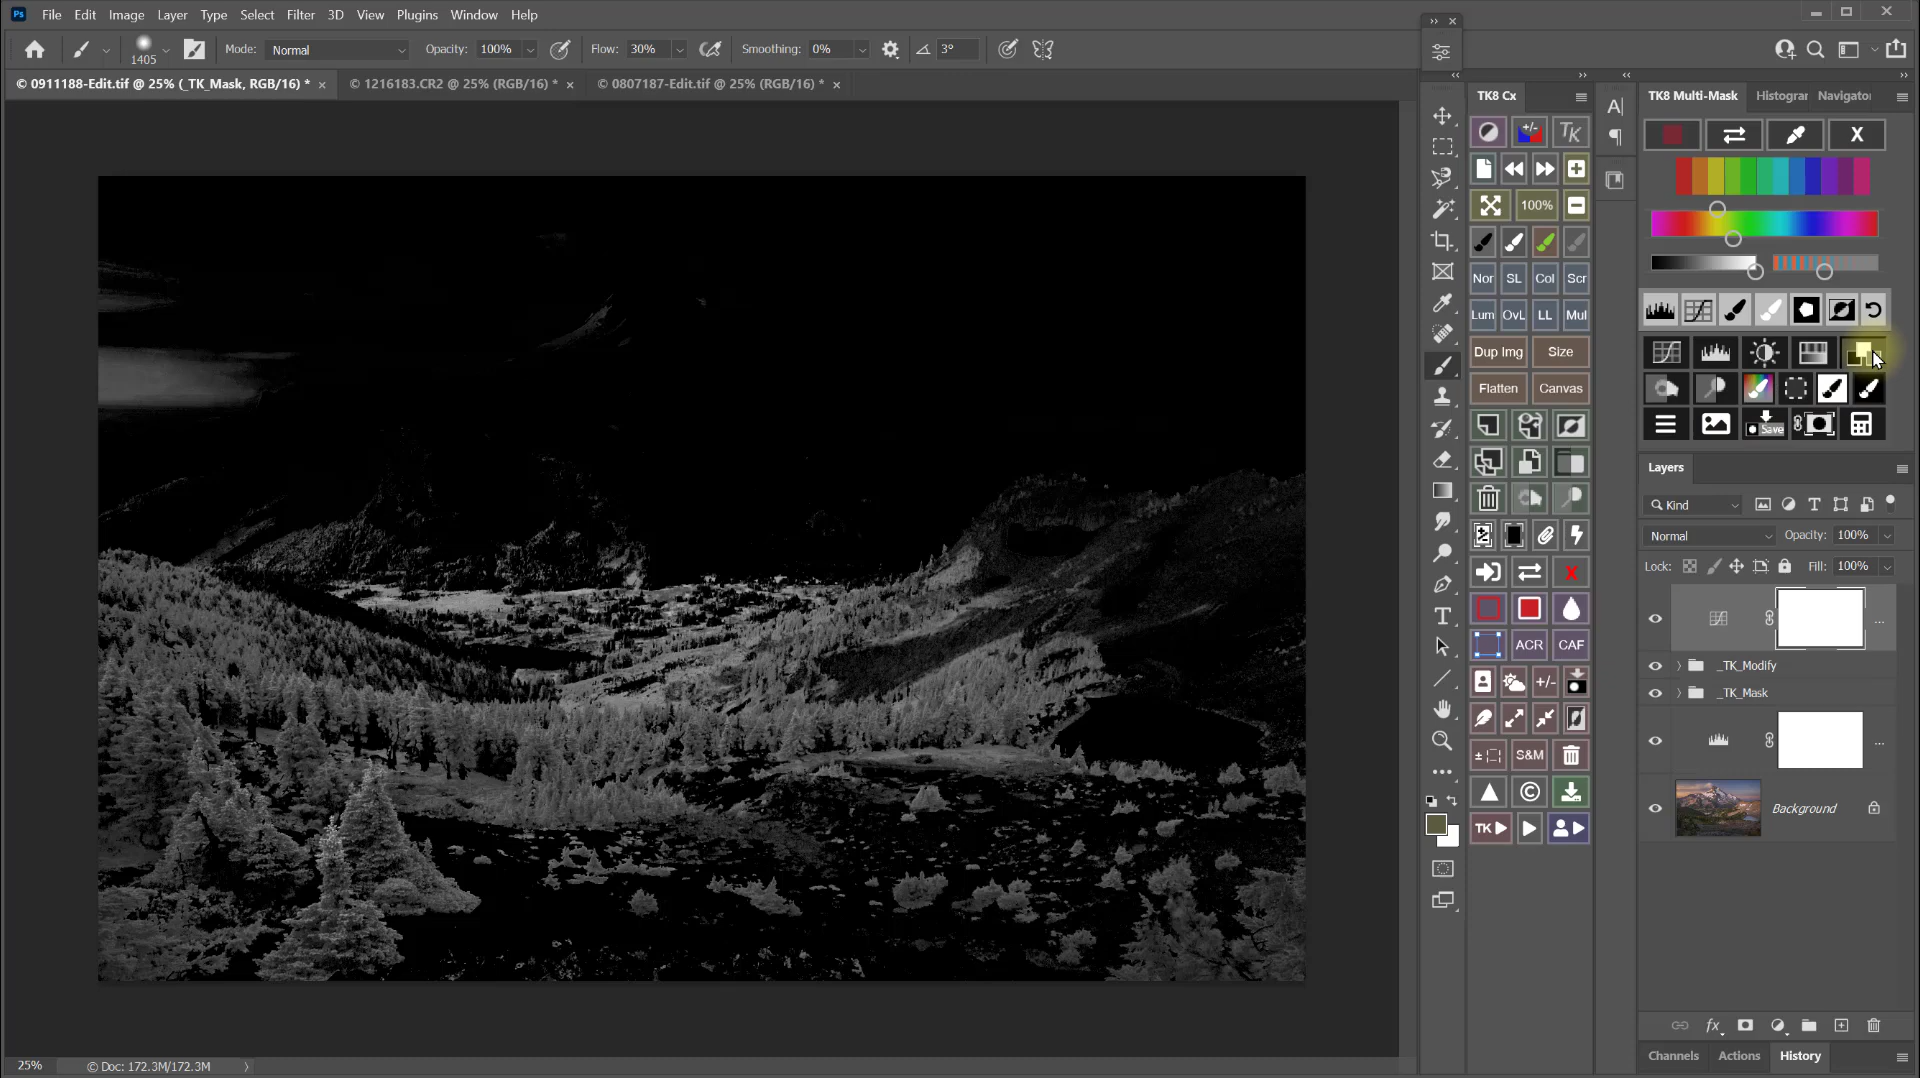 Ps File Edit Image Layer Type Select Filter 3D View Plugins Window Help
1405 Mode: Normal Opacity: 100% Flow: 30% Smoothing: 0% 3°
© 0911188-Edit.tif @ 25% (_TK_Mask, RGB/16) * × © 1216183.CR2 @ 25% (RGB/16) * × © 0807187-Edit.tif @ 25% (RGB/16) * ×
TK8 Cx
TK
100%
Nor SL Col Scr
Lum OvL LL Mul
Dup Img Size
Flatten Canvas
X
ACR CAF
+/-
S&M
©
TK
TK8 Multi-Mask Histogram Navigator
X
Save
Layers
Kind
Normal Opacity: 100%
Lock: Fill: 100%
...
_TK_Modify
_TK_Mask
...
Background
fx
Channels Actions History
25% © Doc: 172.3M/172.3M